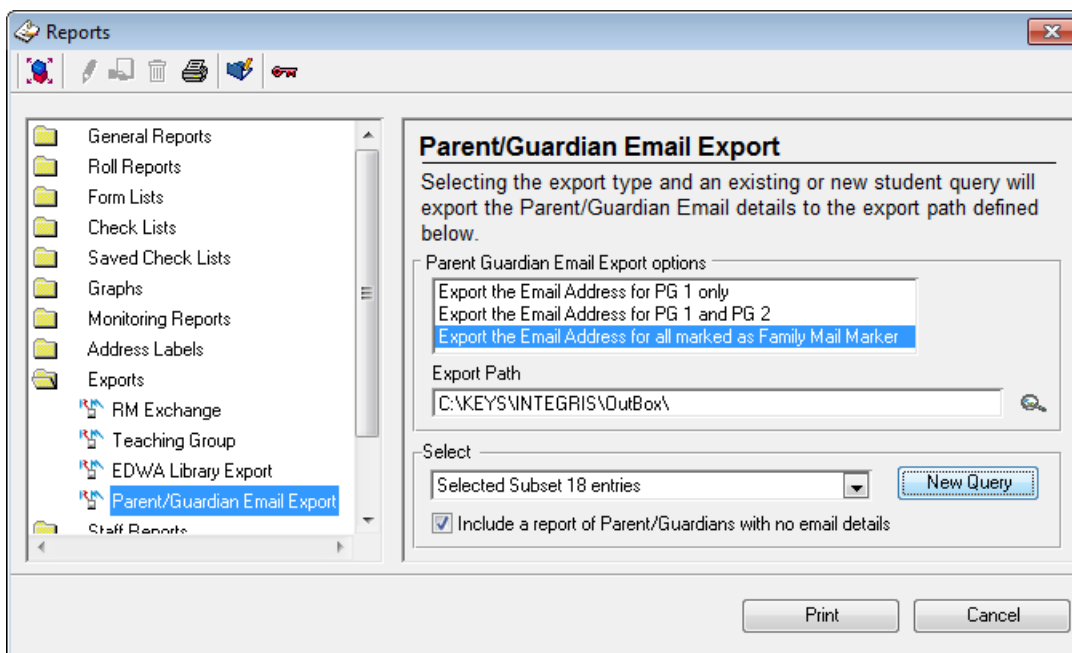 Reports
General Reports
Roll Reports
Form Lists
Check Lists
Saved Check Lists
Graphs
Monitoring Reports
Address Labels
Exports
RM Exchange
Teaching Group
EDWA Library Export
Parent/Guardian Email Export
Staff Reports
Parent/Guardian Email Export
Selecting the export type and an existing or new student query will
export the Parent/Guardian Email details to the export path defined
below.
Parent Guardian Email Export options
Export the Email Address for PG 1 only
Export the Email Address for PG 1 and PG 2
Export the Email Address for all marked as Family Mail Marker
Export Path
C:\KEYS\INTEGRIS\OutBox\
Select
Selected Subset 18 entries
New Query
Include a report of Parent/Guardians with no email details
Print
Cancel